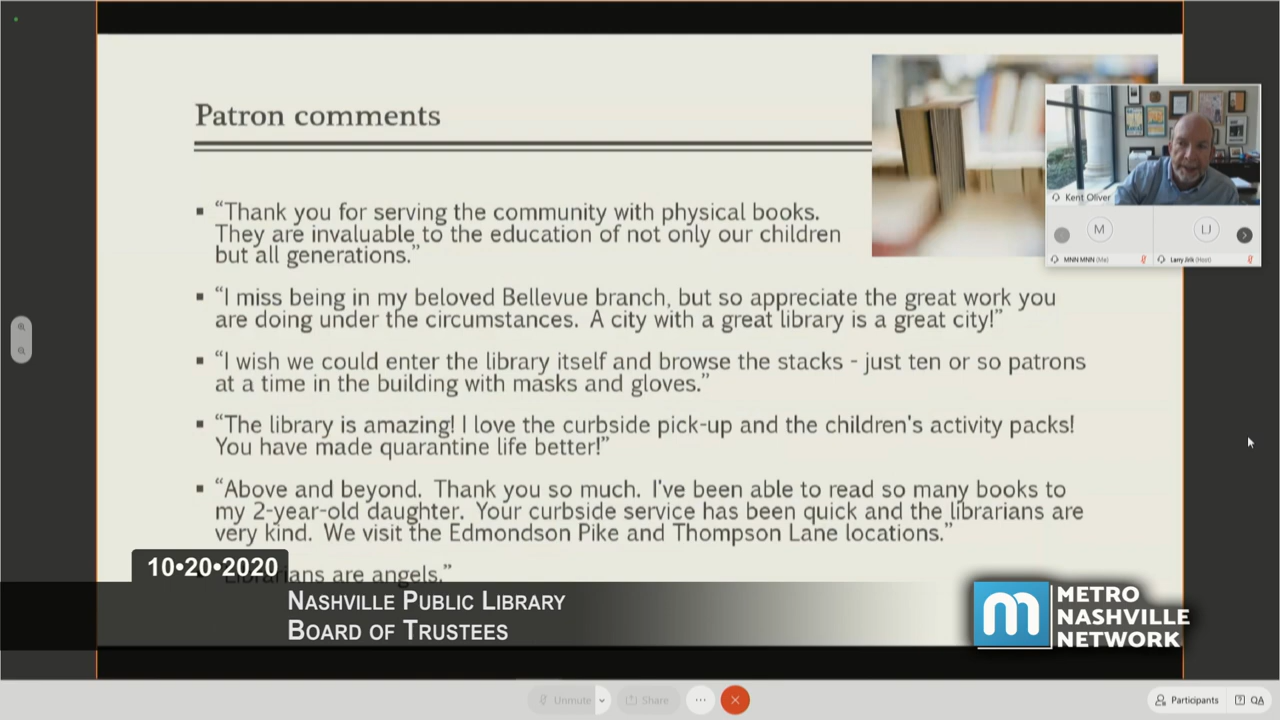 Patron comments
▪ “Thank you for serving the community with physical books.
They are invaluable to the education of not only our children
but all generations.”
▪ “I miss being in my beloved Bellevue branch, but so appreciate the great work you
are doing under the circumstances. A city with a great library is a great city!”
▪ “I wish we could enter the library itself and browse the stacks - just ten or so patrons
at a time in the building with masks and gloves.”
▪ “The library is amazing! I love the curbside pick-up and the children's activity packs!
You have made quarantine life better!”
▪ “Above and beyond. Thank you so much. I've been able to read so many books to
my 2-year-old daughter. Your curbside service has been quick and the librarians are
very kind. We visit the Edmondson Pike and Thompson Lane locations.”
“Librarians are angels.”
Kent Oliver
M
LJ
MNN MNN (Me)
Larry Jirik (Host)
10•20•2020
Nashville Public Library
Board of Trustees
m
METRO
NASHVILLE
NETWORK
Unmute
Share
Participants
QA